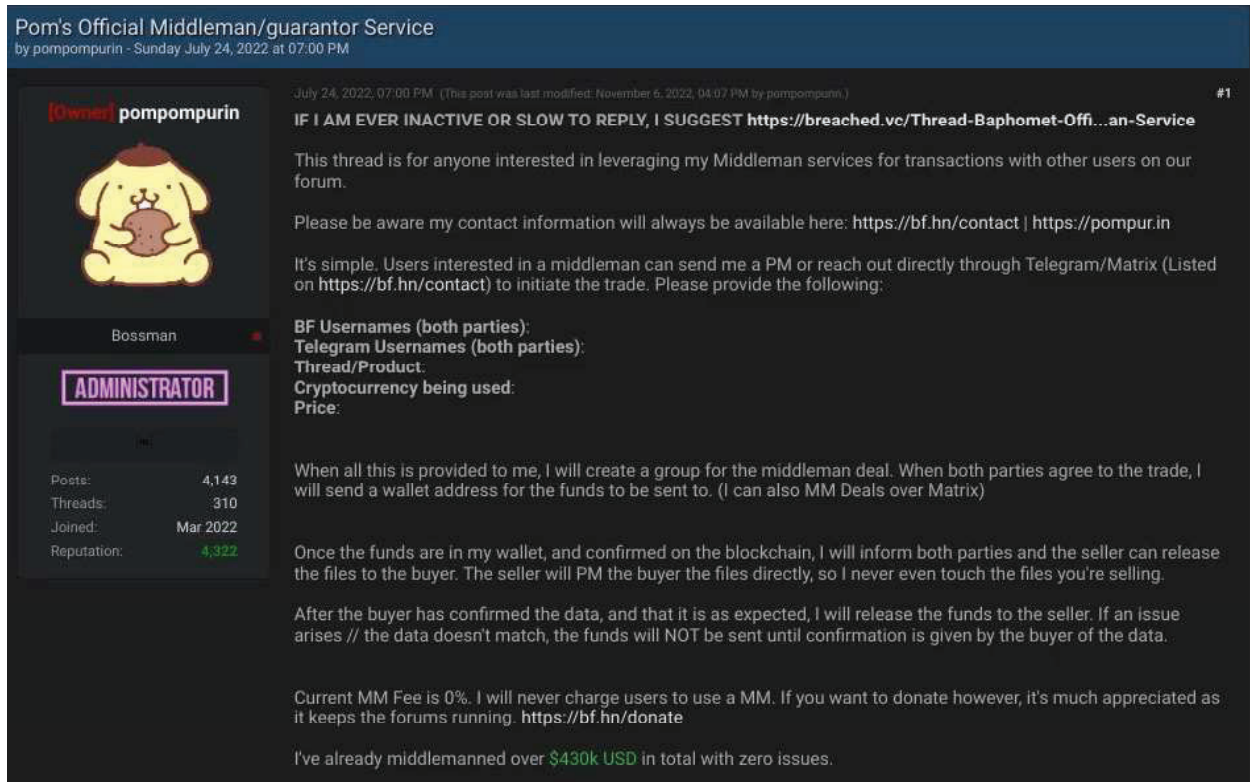 Pom's Official Middleman/guarantor Service
by pompompurin - Sunday July 24, 2022 at 07:00 PM
[Owner] pompompurin
Bossman
ADMINISTRATOR
Posts: 4,143
Threads: 310
Joined: Mar 2022
Reputation: 4,322
July 24, 2022, 07:00 PM (This post was last modified: November 6, 2022, 04:07 PM by pompompurin.)
#1
IF I AM EVER INACTIVE OR SLOW TO REPLY, I SUGGEST https://breached.vc/Thread-Baphomet-Offi...an-Service
This thread is for anyone interested in leveraging my Middleman services for transactions with other users on our
forum.
Please be aware my contact information will always be available here: https://bf.hn/contact | https://pompur.in
It's simple. Users interested in a middleman can send me a PM or reach out directly through Telegram/Matrix (Listed
on https://bf.hn/contact) to initiate the trade. Please provide the following:
BF Usernames (both parties):
Telegram Usernames (both parties):
Thread/Product:
Cryptocurrency being used:
Price:
When all this is provided to me, I will create a group for the middleman deal. When both parties agree to the trade, I
will send a wallet address for the funds to be sent to. (I can also MM Deals over Matrix)
Once the funds are in my wallet, and confirmed on the blockchain, I will inform both parties and the seller can release
the files to the buyer. The seller will PM the buyer the files directly, so I never even touch the files you're selling.
After the buyer has confirmed the data, and that it is as expected, I will release the funds to the seller. If an issue
arises // the data doesn't match, the funds will NOT be sent until confirmation is given by the buyer of the data.
Current MM Fee is 0%. I will never charge users to use a MM. If you want to donate however, it's much appreciated as
it keeps the forums running. https://bf.hn/donate
I've already middlemanned over $430k USD in total with zero issues.